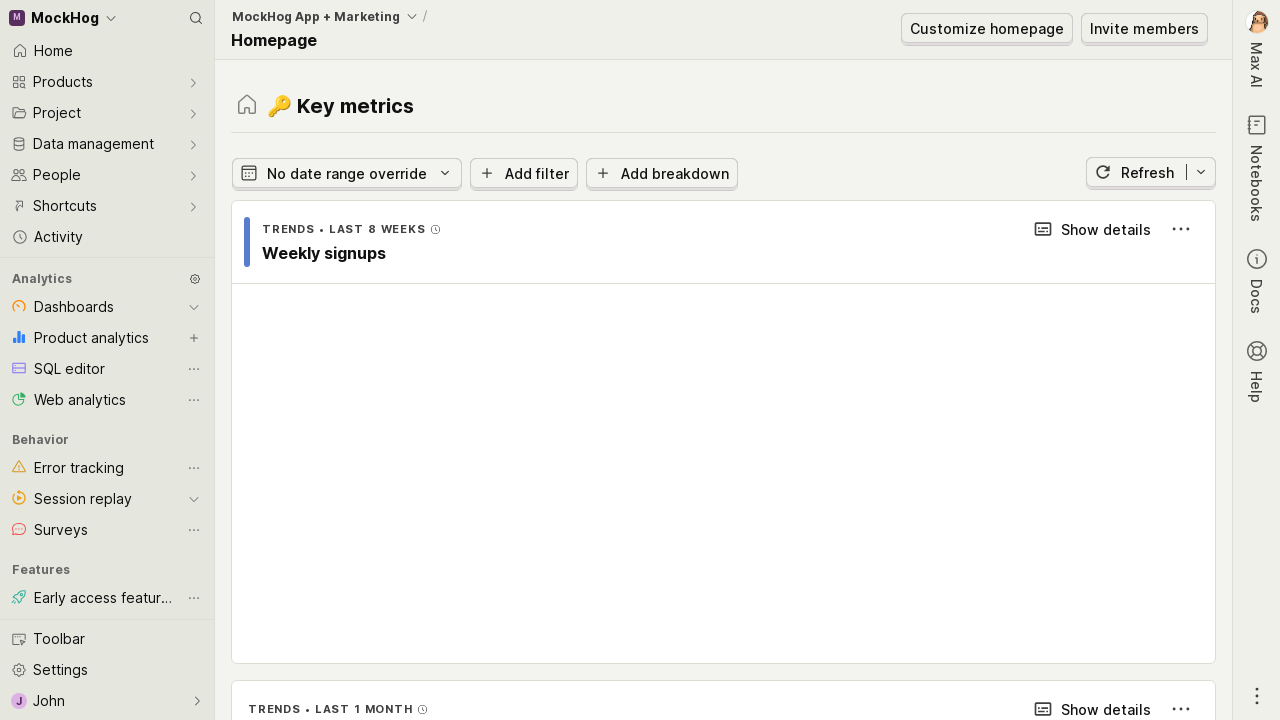 M MockHog
Home
Products
Project
Data management
People
Shortcuts
Activity
Analytics
Dashboards
Product analytics
SQL editor
Web analytics
Behavior
Error tracking
Session replay
Surveys
Features
Early access featur...
Toolbar
Settings
J John
MockHog App + Marketing /
Homepage
Customize homepage
Invite members
🔑 Key metrics
No date range override
Add filter
Add breakdown
Refresh
TRENDS • LAST 8 WEEKS
Show details
Weekly signups
TRENDS • LAST 1 MONTH
Show details
Max AI
Notebooks
Docs
Help